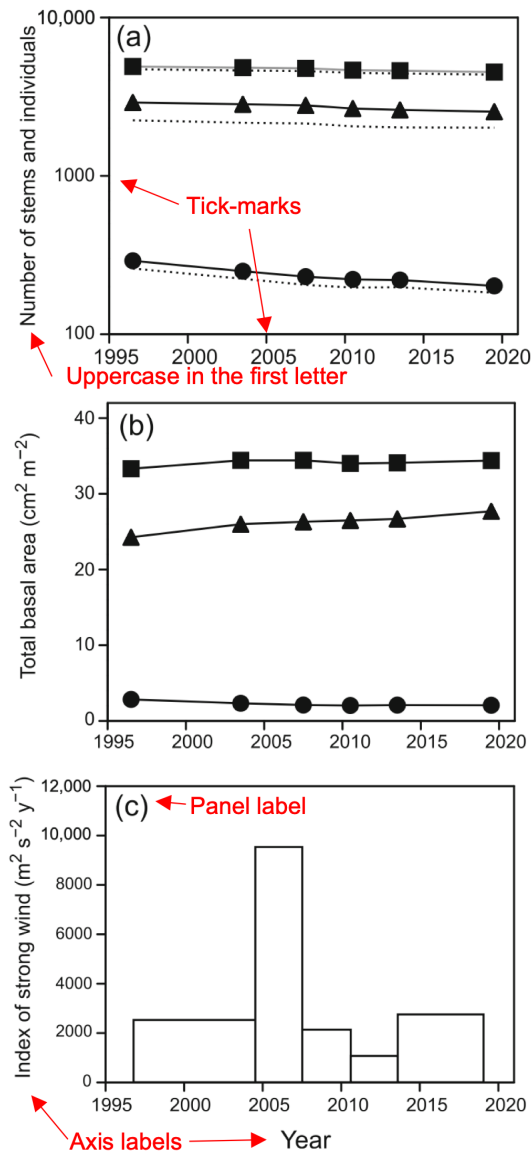 10,000
(a)
1000
100
Number of stems and individuals
Tick-marks
1995 2000 2005 2010 2015 2020
Uppercase in the first letter
(b)
40
30
20
10
0
Total basal area (cm² m⁻²)
1995 2000 2005 2010 2015 2020
12,000
(c)
Panel label
10,000
8000
6000
4000
2000
0
Index of strong wind (m² s⁻² y⁻¹)
1995 2000 2005 2010 2015 2020
Axis labels
Year